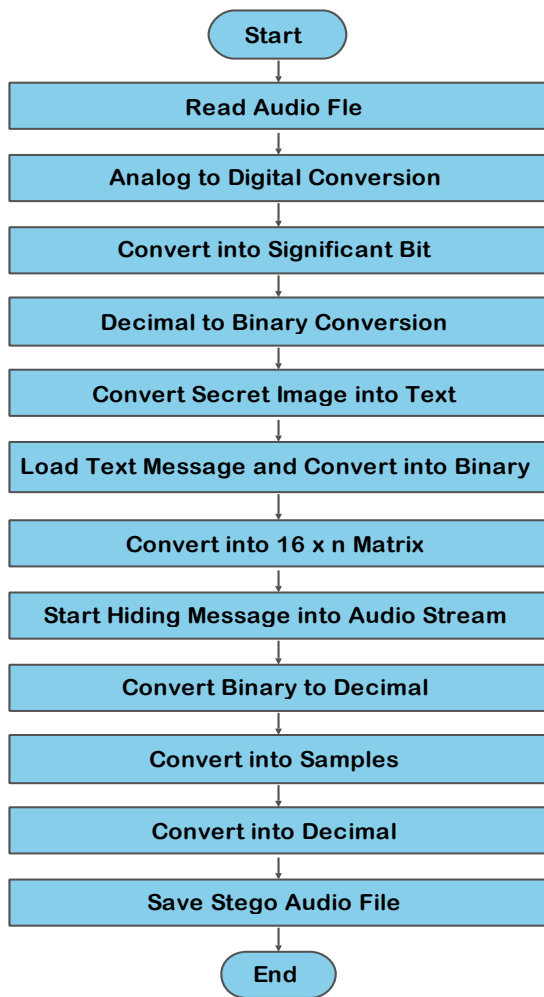 Start
Read Audio Fle
Analog to Digital Conversion
Convert into Significant Bit
Decimal to Binary Conversion
Convert Secret Image into Text
Load Text Message and Convert into Binary
Convert into 16 x n Matrix
Start Hiding Message into Audio Stream
Convert Binary to Decimal
Convert into Samples
Convert into Decimal
Save Stego Audio File
End